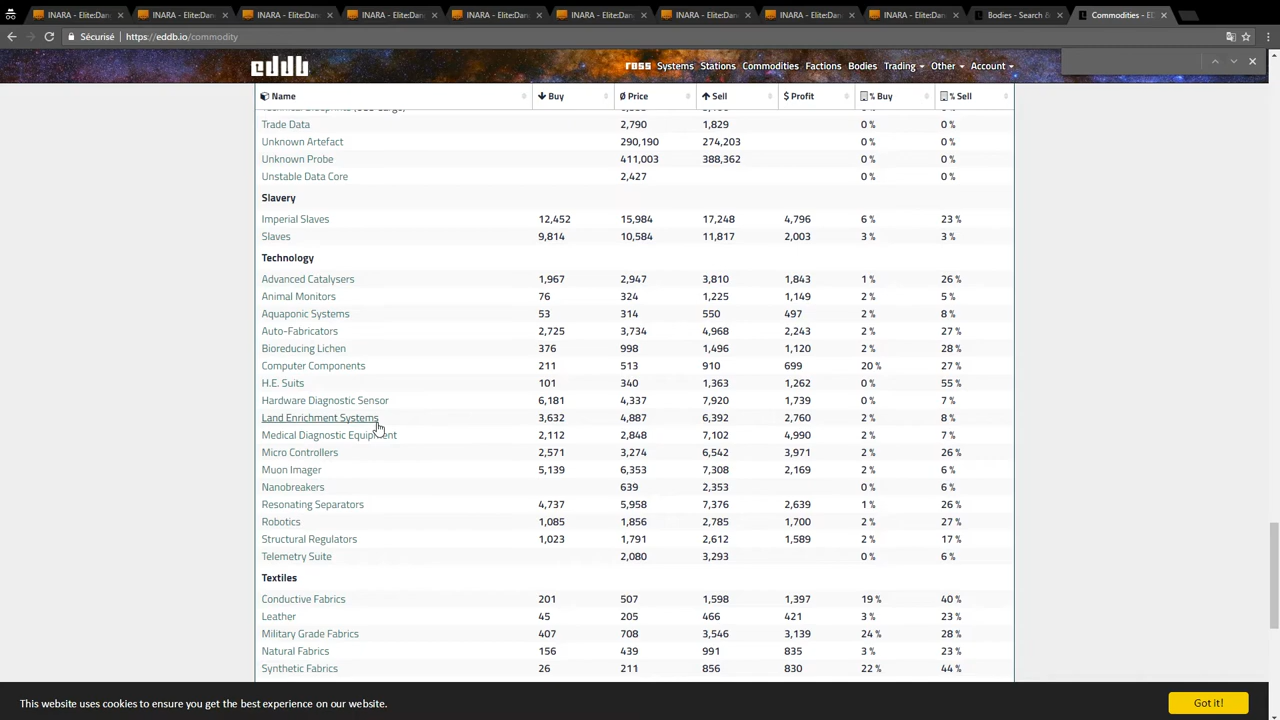 INARA - Elite:Dan
INARA - Elite:Dan
INARA - Elite:Dan
INARA - Elite:Dan
INARA - Elite:Dan
INARA - Elite:Dan
INARA - Elite:Dan
INARA - Elite:Dan
INARA - Elite:Dan
Bodies - Search &
Commodities - ED
Sécurisé https://eddb.io/commodity
eddb ross Systems Stations Commodities Factions Bodies Trading Other Account
Name Buy Ø Price Sell $ Profit % Buy % Sell
Trade Data 2,790 1,829 0 % 0 %
Unknown Artefact 290,190 274,203 0 % 0 %
Unknown Probe 411,003 388,362 0 % 0 %
Unstable Data Core 2,427 0 % 0 %
Slavery
Imperial Slaves 12,452 15,984 17,248 4,796 6 % 23 %
Slaves 9,814 10,584 11,817 2,003 3 % 3 %
Technology
Advanced Catalysers 1,967 2,947 3,810 1,843 1 % 26 %
Animal Monitors 76 324 1,225 1,149 2 % 5 %
Aquaponic Systems 53 314 550 497 2 % 8 %
Auto-Fabricators 2,725 3,734 4,968 2,243 2 % 27 %
Bioreducing Lichen 376 998 1,496 1,120 2 % 28 %
Computer Components 211 513 910 699 20 % 27 %
H.E. Suits 101 340 1,363 1,262 0 % 55 %
Hardware Diagnostic Sensor 6,181 4,337 7,920 1,739 0 % 7 %
Land Enrichment Systems 3,632 4,887 6,392 2,760 2 % 8 %
Medical Diagnostic Equipment 2,112 2,848 7,102 4,990 2 % 7 %
Micro Controllers 2,571 3,274 6,542 3,971 2 % 26 %
Muon Imager 5,139 6,353 7,308 2,169 2 % 6 %
Nanobreakers 639 2,353 0 % 6 %
Resonating Separators 4,737 5,958 7,376 2,639 1 % 26 %
Robotics 1,085 1,856 2,785 1,700 2 % 27 %
Structural Regulators 1,023 1,791 2,612 1,589 2 % 17 %
Telemetry Suite 2,080 3,293 0 % 6 %
Textiles
Conductive Fabrics 201 507 1,598 1,397 19 % 40 %
Leather 45 205 466 421 3 % 23 %
Military Grade Fabrics 407 708 3,546 3,139 24 % 28 %
Natural Fabrics 156 439 991 835 3 % 23 %
Synthetic Fabrics 26 211 856 830 22 % 44 %
This website uses cookies to ensure you get the best experience on our website. Got it!